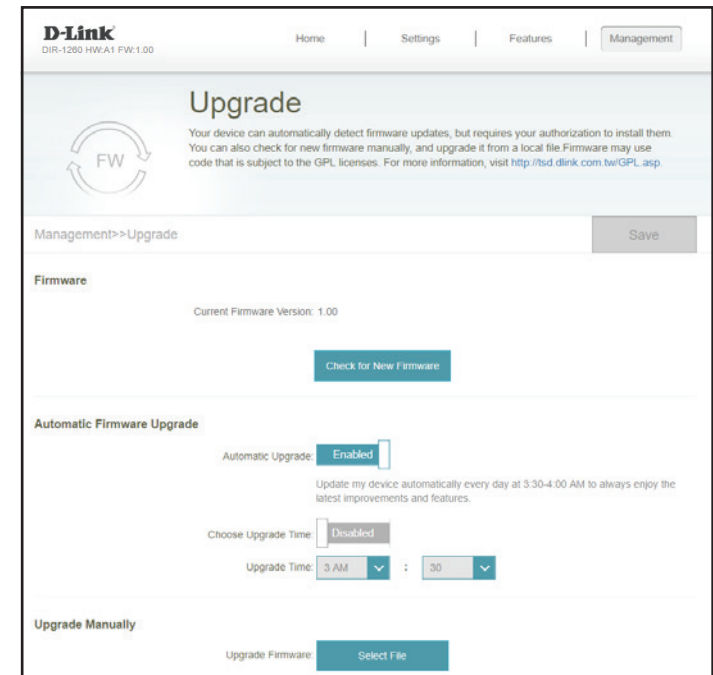 D-Link
DIR-1260 HW:A1 FW:1.00
Home | Settings | Features | Management
Upgrade
Your device can automatically detect firmware updates, but requires your authorization to install them.
You can also check for new firmware manually, and upgrade it from a local file.Firmware may use
code that is subject to the GPL licenses. For more information, visit http://tsd.dlink.com.tw/GPL.asp.
FW
Management>>Upgrade
Save
Firmware
Current Firmware Version: 1.00
Check for New Firmware
Automatic Firmware Upgrade
Automatic Upgrade: Enabled
Update my device automatically every day at 3:30-4:00 AM to always enjoy the
latest improvements and features.
Choose Upgrade Time: Disabled
Upgrade Time: 3 AM : 30
Upgrade Manually
Upgrade Firmware: Select File